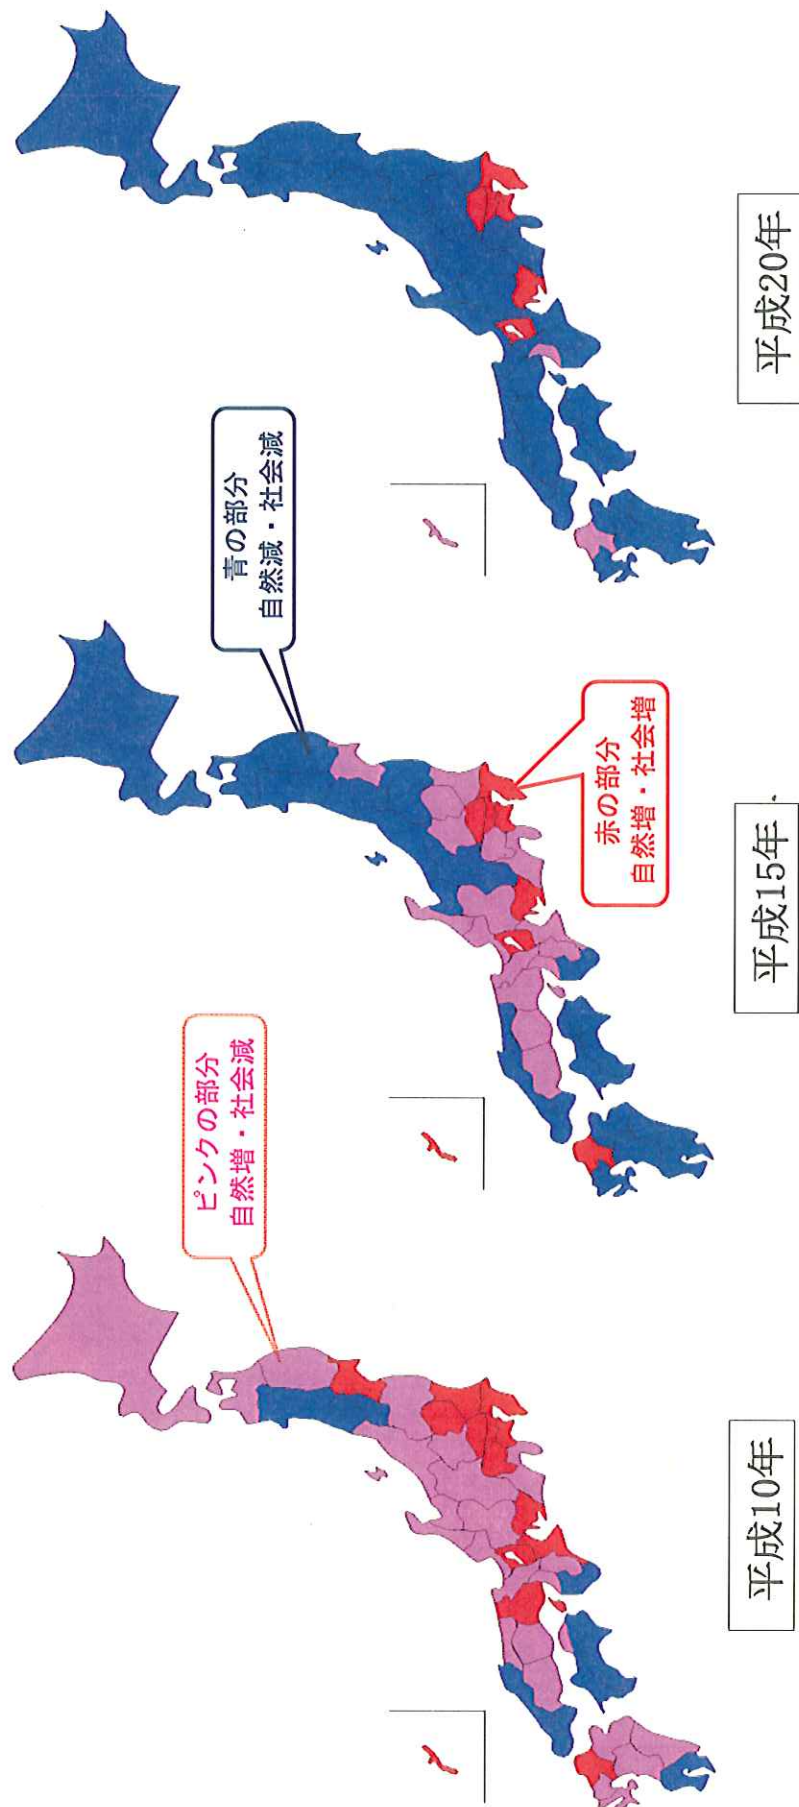 ピンクの部分
自然増・社会減
青の部分
自然減・社会減
赤の部分
自然増・社会増
平成10年
平成15年
平成20年